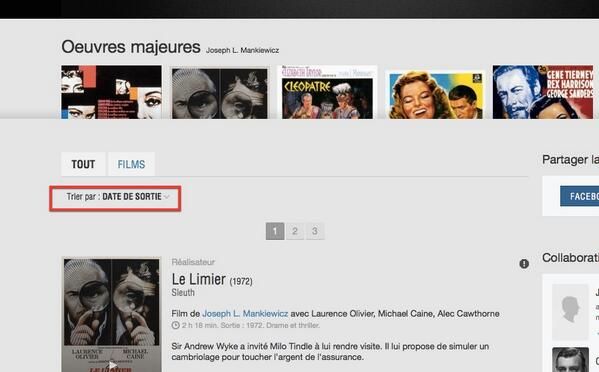 Oeuvres majeures Joseph L. Mankiewicz
ELIZABETH TAYLOR
CLEOPATRE
GENE TIERNEY
REX HARRISON
GEORGE SANDERS
TOUT FILMS
Partager la
Trier par : DATE DE SORTIE
FACEBO
1 2 3
Réalisateur
Le Limier (1972)
Sleuth
Collaborati
Film de Joseph L. Mankiewicz avec Laurence Olivier, Michael Caine, Alec Cawthorne
2 h 18 min. Sortie : 1972. Drame et thriller.
Sir Andrew Wyke a invité Milo Tindle à lui rendre visite. Il lui propose de simuler un
cambriolage pour toucher l'argent de l'assurance.
LAURENCE OLIVIER
MICHAEL CAINE